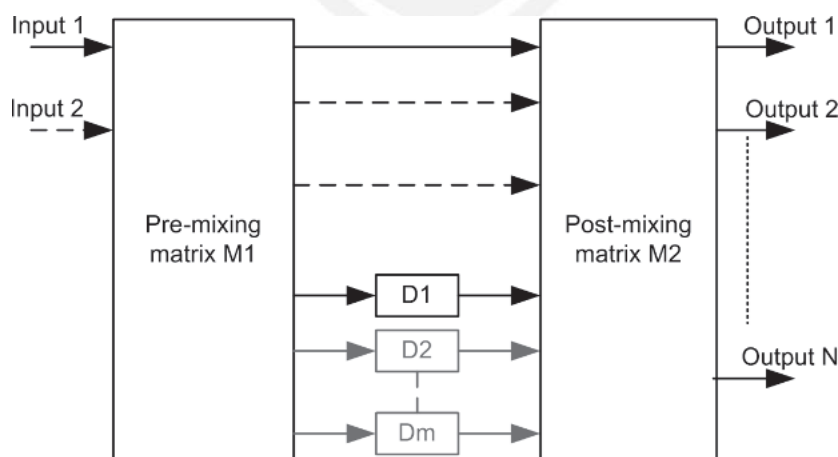 Input 1
Output 1
Input 2
Output 2
Pre-mixing
matrix M1
Post-mixing
matrix M2
D1
D2
Dm
Output N